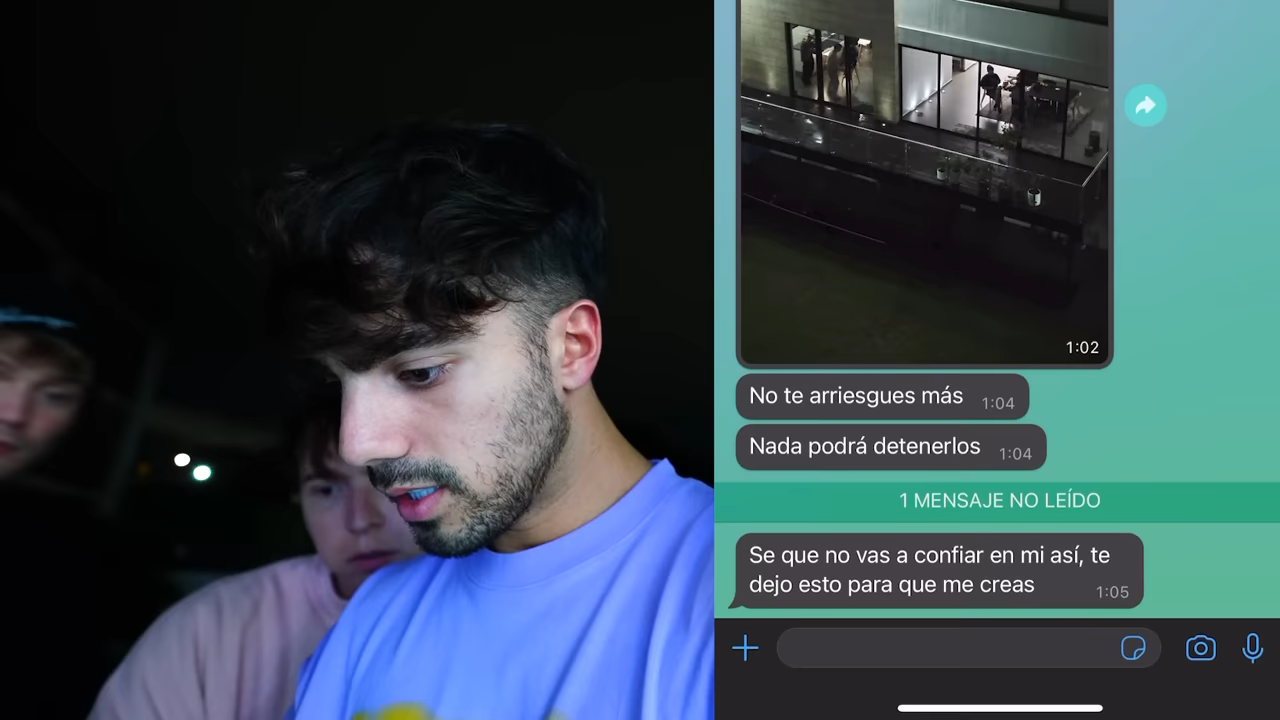 1:02
No te arriesgues más 1:04
Nada podrá detenerlos 1:04
1 MENSAJE NO LEÍDO
Se que no vas a confiar en mi así, te
dejo esto para que me creas 1:05